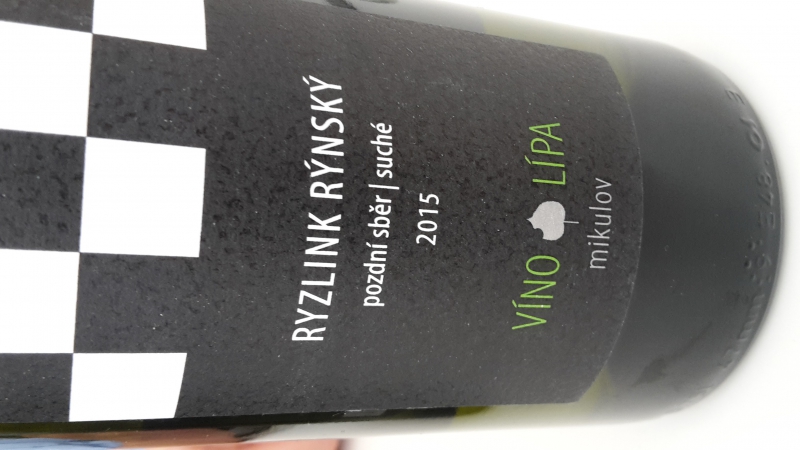 RYZLINK RÝNSKÝ
pozdní sběr | suché
2015
VÍNO LÍPA
mikulov